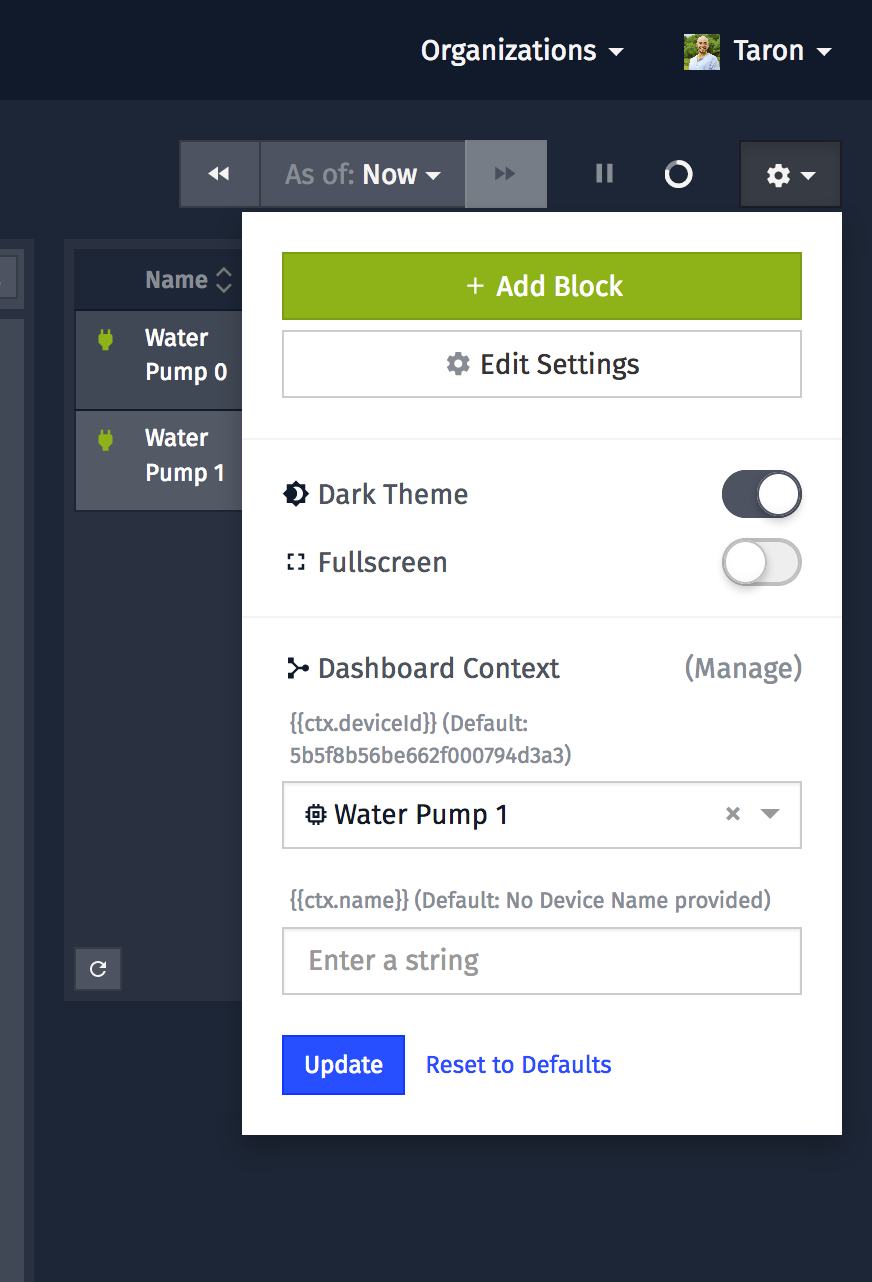 Organizations
Taron
As of: Now
Name
Water
Pump 0
Water
Pump 1
+ Add Block
Edit Settings
Dark Theme
Fullscreen
Dashboard Context
(Manage)
{{ctx.deviceId}} (Default:
5b5f8b56be662f000794d3a3)
Water Pump 1
{{ctx.name}} (Default: No Device Name provided)
Enter a string
Update
Reset to Defaults